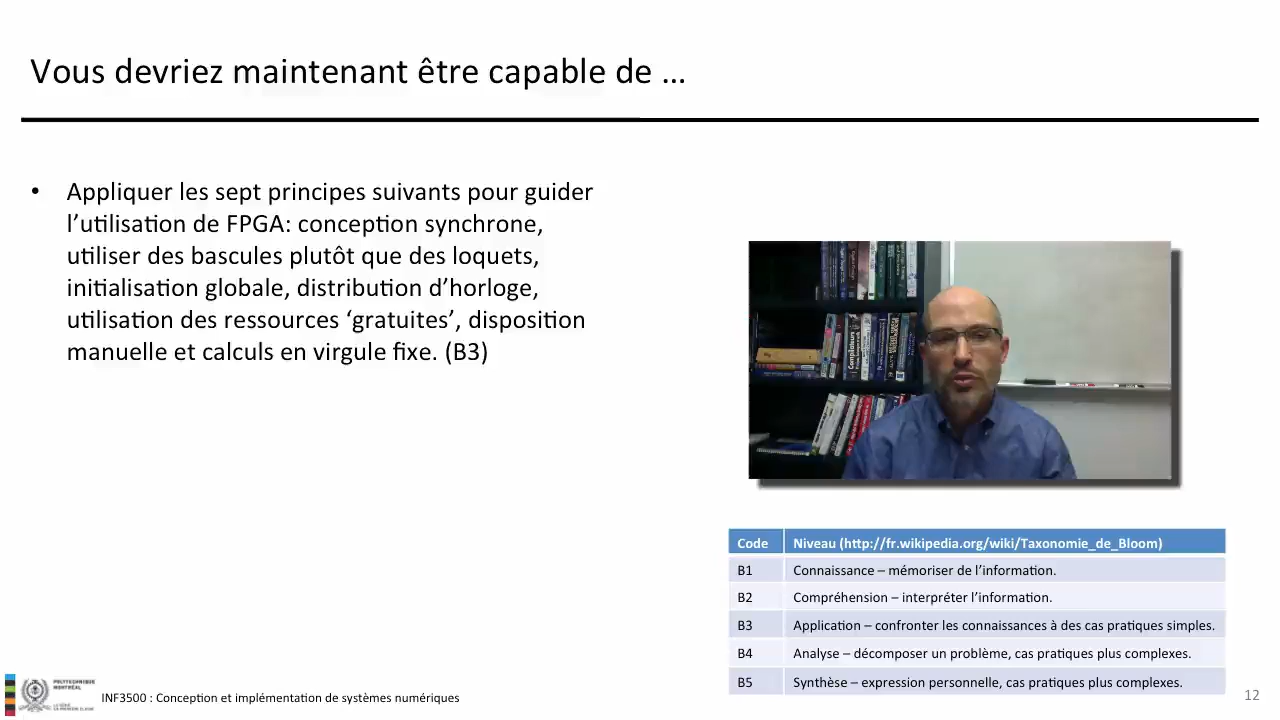 Vous devriez maintenant être capable de …
• Appliquer les sept principes suivants pour guider
l’utilisation de FPGA: conception synchrone,
utiliser des bascules plutôt que des loquets,
initialisation globale, distribution d’horloge,
utilisation des ressources ‘gratuites’, disposition
manuelle et calculs en virgule fixe. (B3)
Compilateurs
Code Niveau (http://fr.wikipedia.org/wiki/Taxonomie_de_Bloom)
B1 Connaissance – mémoriser de l’information.
B2 Compréhension – interpréter l’information.
B3 Application – confronter les connaissances à des cas pratiques simples.
B4 Analyse – décomposer un problème, cas pratiques plus complexes.
B5 Synthèse – expression personnelle, cas pratiques plus complexes.
POLYTECHNIQUE
MONTRÉAL
INF3500 : Conception et implémentation de systèmes numériques
12